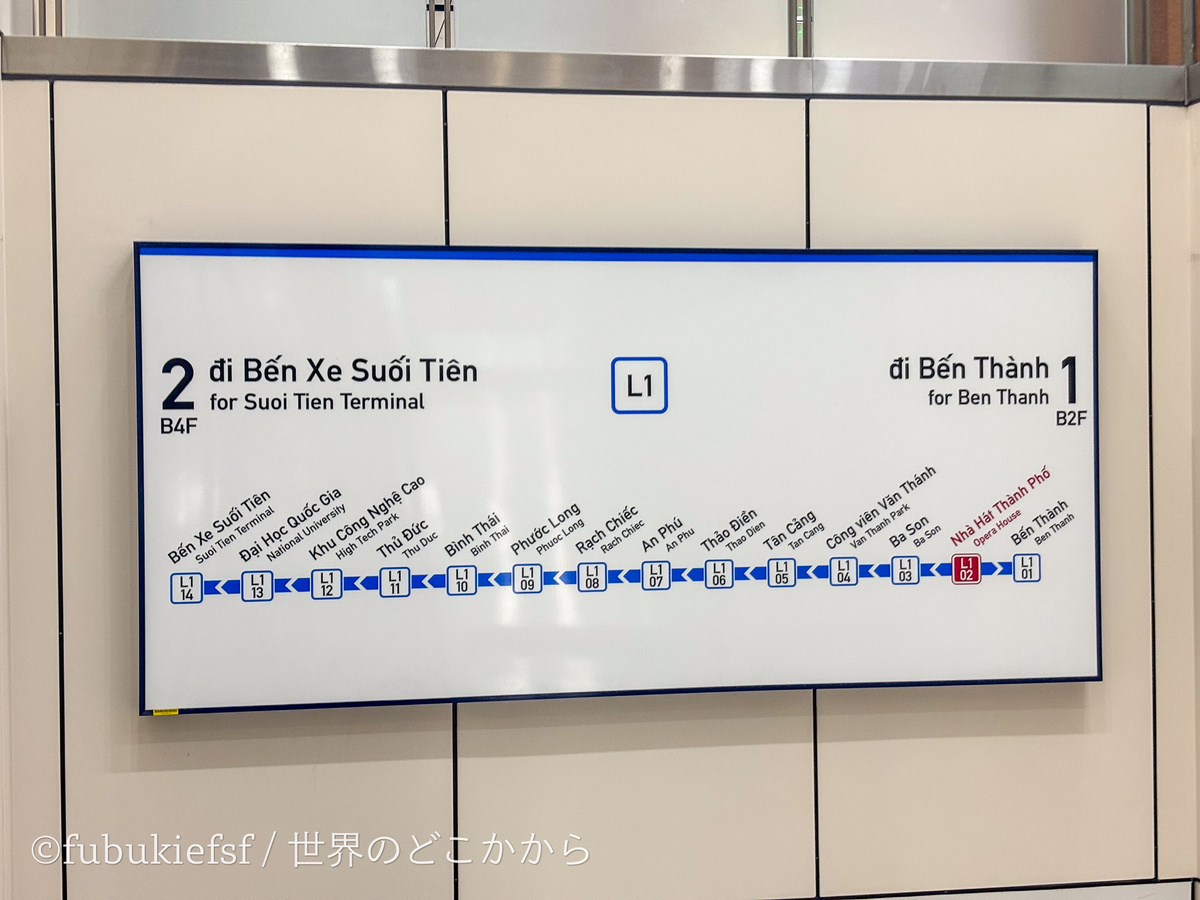 2
B4F
đi Bến Xe Suối Tiên
for Suoi Tien Terminal
L1
đi Bến Thành
for Ben Thanh
1
B2F
Bến Xe Suối Tiên
Suoi Tien Terminal
L1
14
Đại Học Quốc Gia
National University
L1
13
Khu Công Nghệ Cao
High Tech Park
L1
12
Thủ Đức
Thu Duc
L1
11
Bình Thái
Binh Thai
L1
10
Phước Long
Phuoc Long
L1
09
Rạch Chiếc
Rach Chiec
L1
08
An Phú
An Phu
L1
07
Thảo Điền
Thao Dien
L1
06
Tân Cảng
Tan Cang
L1
05
Công viên Văn Thánh
Van Thanh Park
L1
04
Ba Son
Ba Son
L1
03
Nhà Hát Thành Phố
Opera House
L1
02
Bến Thành
Ben Thanh
L1
01
©fubukiefsf / 世界のどこかから